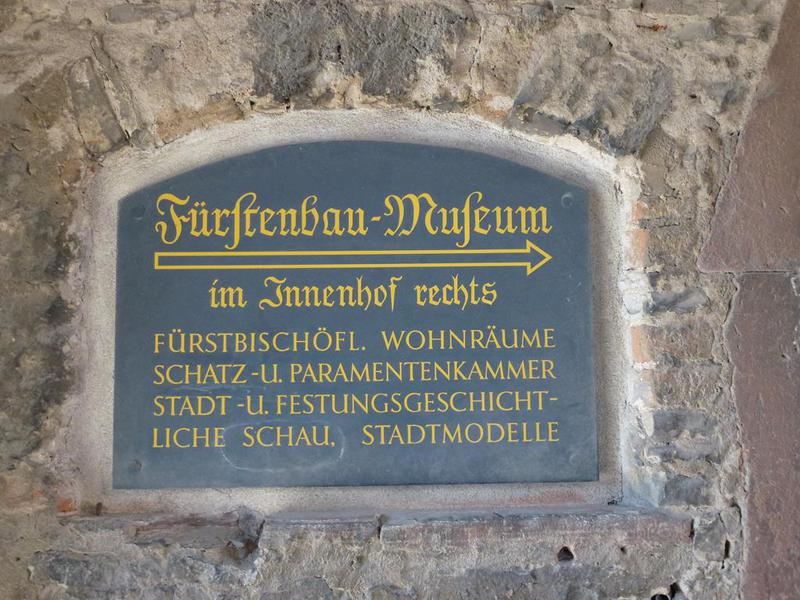 Fürſtenbau-Muſeum
im Innenhof rechts
FÜRSTBISCHÖFL. WOHNRÄUME
SCHATZ-U. PARAMENTENKAMMER
STADT-U. FESTUNGSGESCHICHT-
LICHE SCHAU, STADTMODELLE